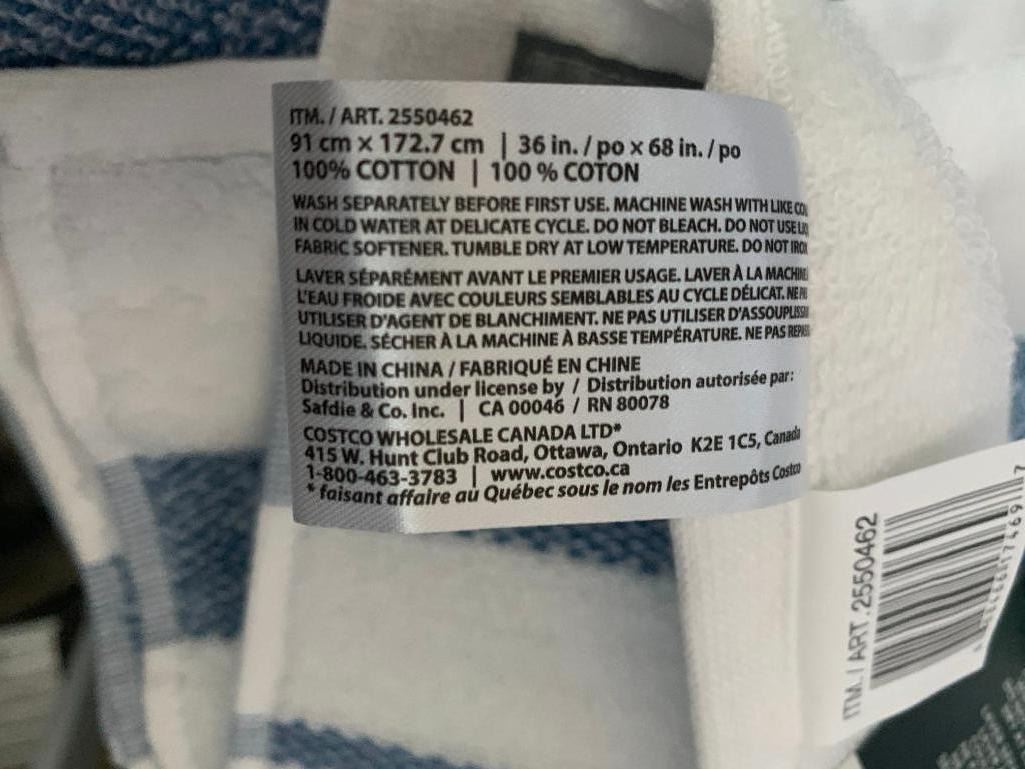 ITM. / ART. 2550462
91 cm x 172.7 cm | 36 in. / po x 68 in. / po
100% COTTON | 100 % COTON
WASH SEPARATELY BEFORE FIRST USE. MACHINE WASH WITH LIKE
IN COLD WATER AT DELICATE CYCLE. DO NOT BLEACH. DO NOT USE
FABRIC SOFTENER. TUMBLE DRY AT LOW TEMPERATURE. DO NOT
LAVER SÉPARÉMENT AVANT LE PREMIER USAGE. LAVER À LA MACHINE
L'EAU FROIDE AVEC COULEURS SEMBLABLES AU CYCLE DÉLICAT. NE
UTILISER D'AGENT DE BLANCHIMENT. NE PAS UTILISER
LIQUIDE. SÉCHER À LA MACHINE À BASSE TEMPÉRATURE. NE PAS
MADE IN CHINA / FABRIQUÉ EN CHINE
Distribution under license by / Distribution autorisée par:
Safdie & Co. Inc. | CA 00046 / RN 80078
COSTCO WHOLESALE CANADA LTD*
415 W. Hunt Club Road, Ottawa, Ontario K2E 1C5, Canada
1-800-463-3783 | www.costco.ca
* faisant affaire au Québec sous le nom les Entrepôts Costco
ITM. / ART. 2550462